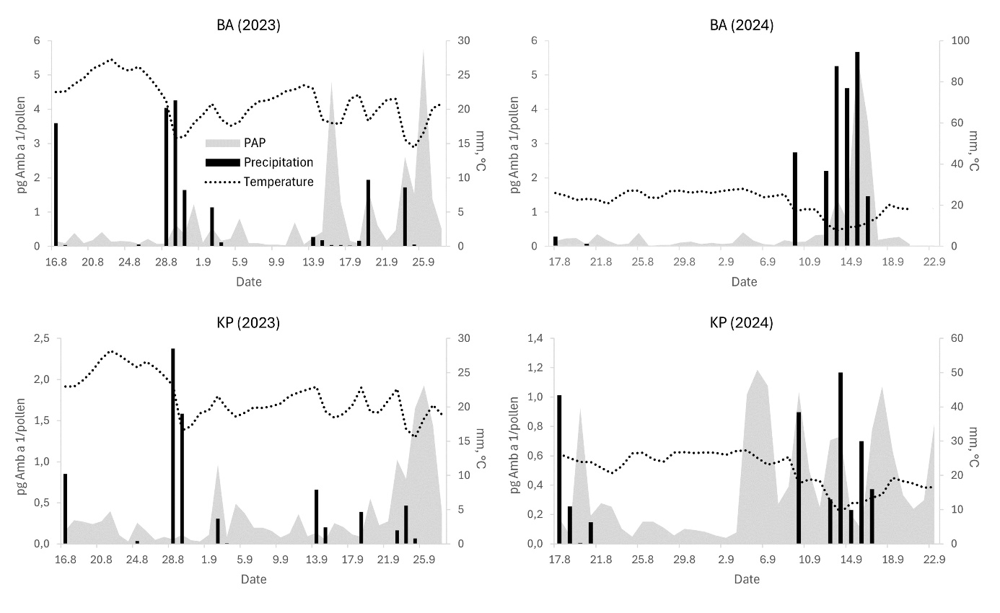 BA (2023)
6
5
4
3
2
1
0
pg Amb a 1/pollen
30
25
20
15
10
5
0
mm, °C
PAP
Precipitation
Temperature
16.8 20.8 24.8 28.8 1.9 5.9 9.9 13.9 17.9 21.9 25.9
Date
BA (2024)
6
5
4
3
2
1
0
pg Amb a 1/pollen
100
80
60
40
20
0
mm, °C
17.8 21.8 25.8 29.8 2.9 6.9 10.9 14.9 18.9 22.9
Date
KP (2023)
2,5
2,0
1,5
1,0
0,5
0,0
pg Amb a 1/pollen
30
25
20
15
10
5
0
mm, °C
16.8 20.8 24.8 28.8 1.9 5.9 9.9 13.9 17.9 21.9 25.9
Date
KP (2024)
1,4
1,2
1,0
0,8
0,6
0,4
0,2
0,0
pg Amb a 1/pollen
60
50
40
30
20
10
0
mm, °C
17.8 21.8 25.8 29.8 2.9 6.9 10.9 14.9 18.9 22.9
Date